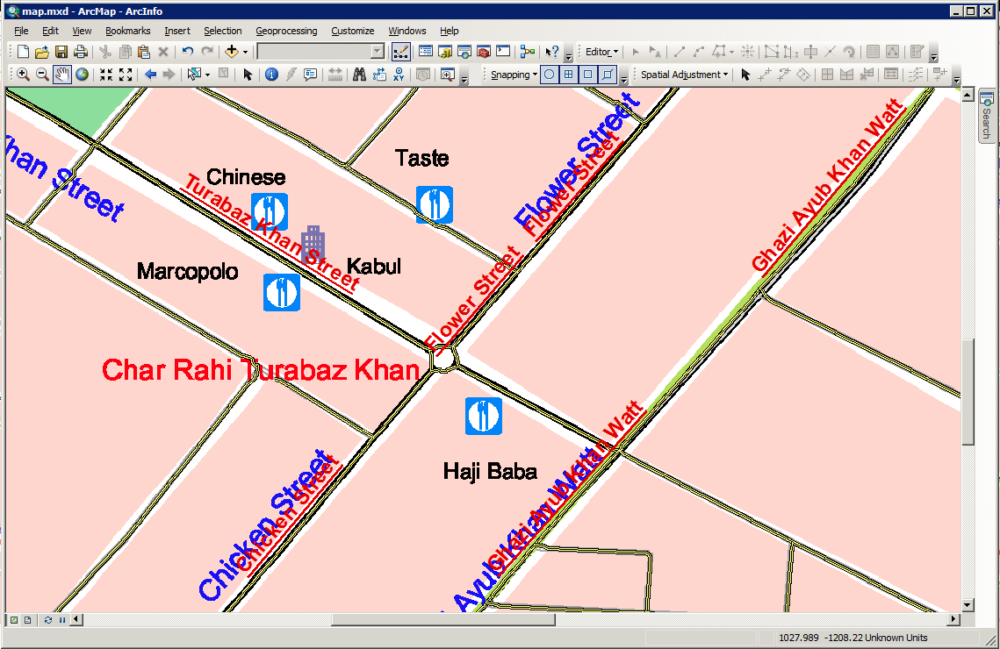 map.mxd - ArcMap - ArcInfo
File Edit View Bookmarks Insert Selection Geoprocessing Customize Windows Help
Editor
Snapping
Spatial Adjustment
Search
Khan Street
Chinese
Taste
Turabaz Khan Street
Flower Street
Flower Street
Ghazi Ayub Khan Watt
Marcopolo
Kabul
Flower Street
Char Rahi Turabaz Khan
Haji Baba
Chicken Street
Chicken Street
Ayub Khan Watt
Ghazi Ayub Khan Watt
1027.989 -1208.22 Unknown Units